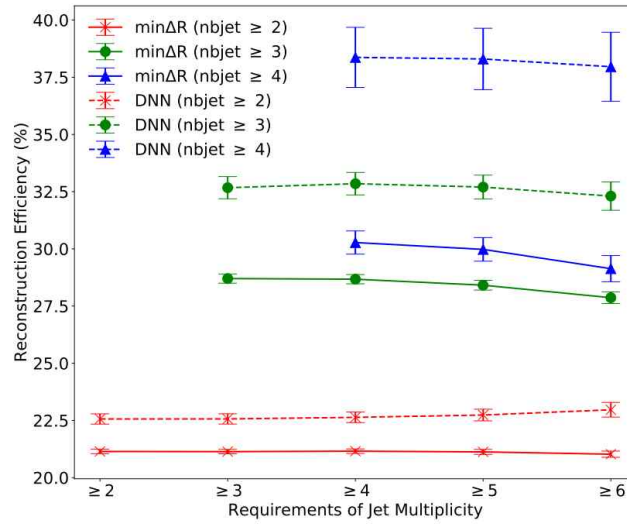 40.0
37.5
35.0
32.5
30.0
27.5
25.0
22.5
20.0
Reconstruction Efficiency (%)
minΔR (nbjet ≥ 2)
minΔR (nbjet ≥ 3)
minΔR (nbjet ≥ 4)
DNN (nbjet ≥ 2)
DNN (nbjet ≥ 3)
DNN (nbjet ≥ 4)
≥2 ≥3 ≥4 ≥5 ≥6
Requirements of Jet Multiplicity